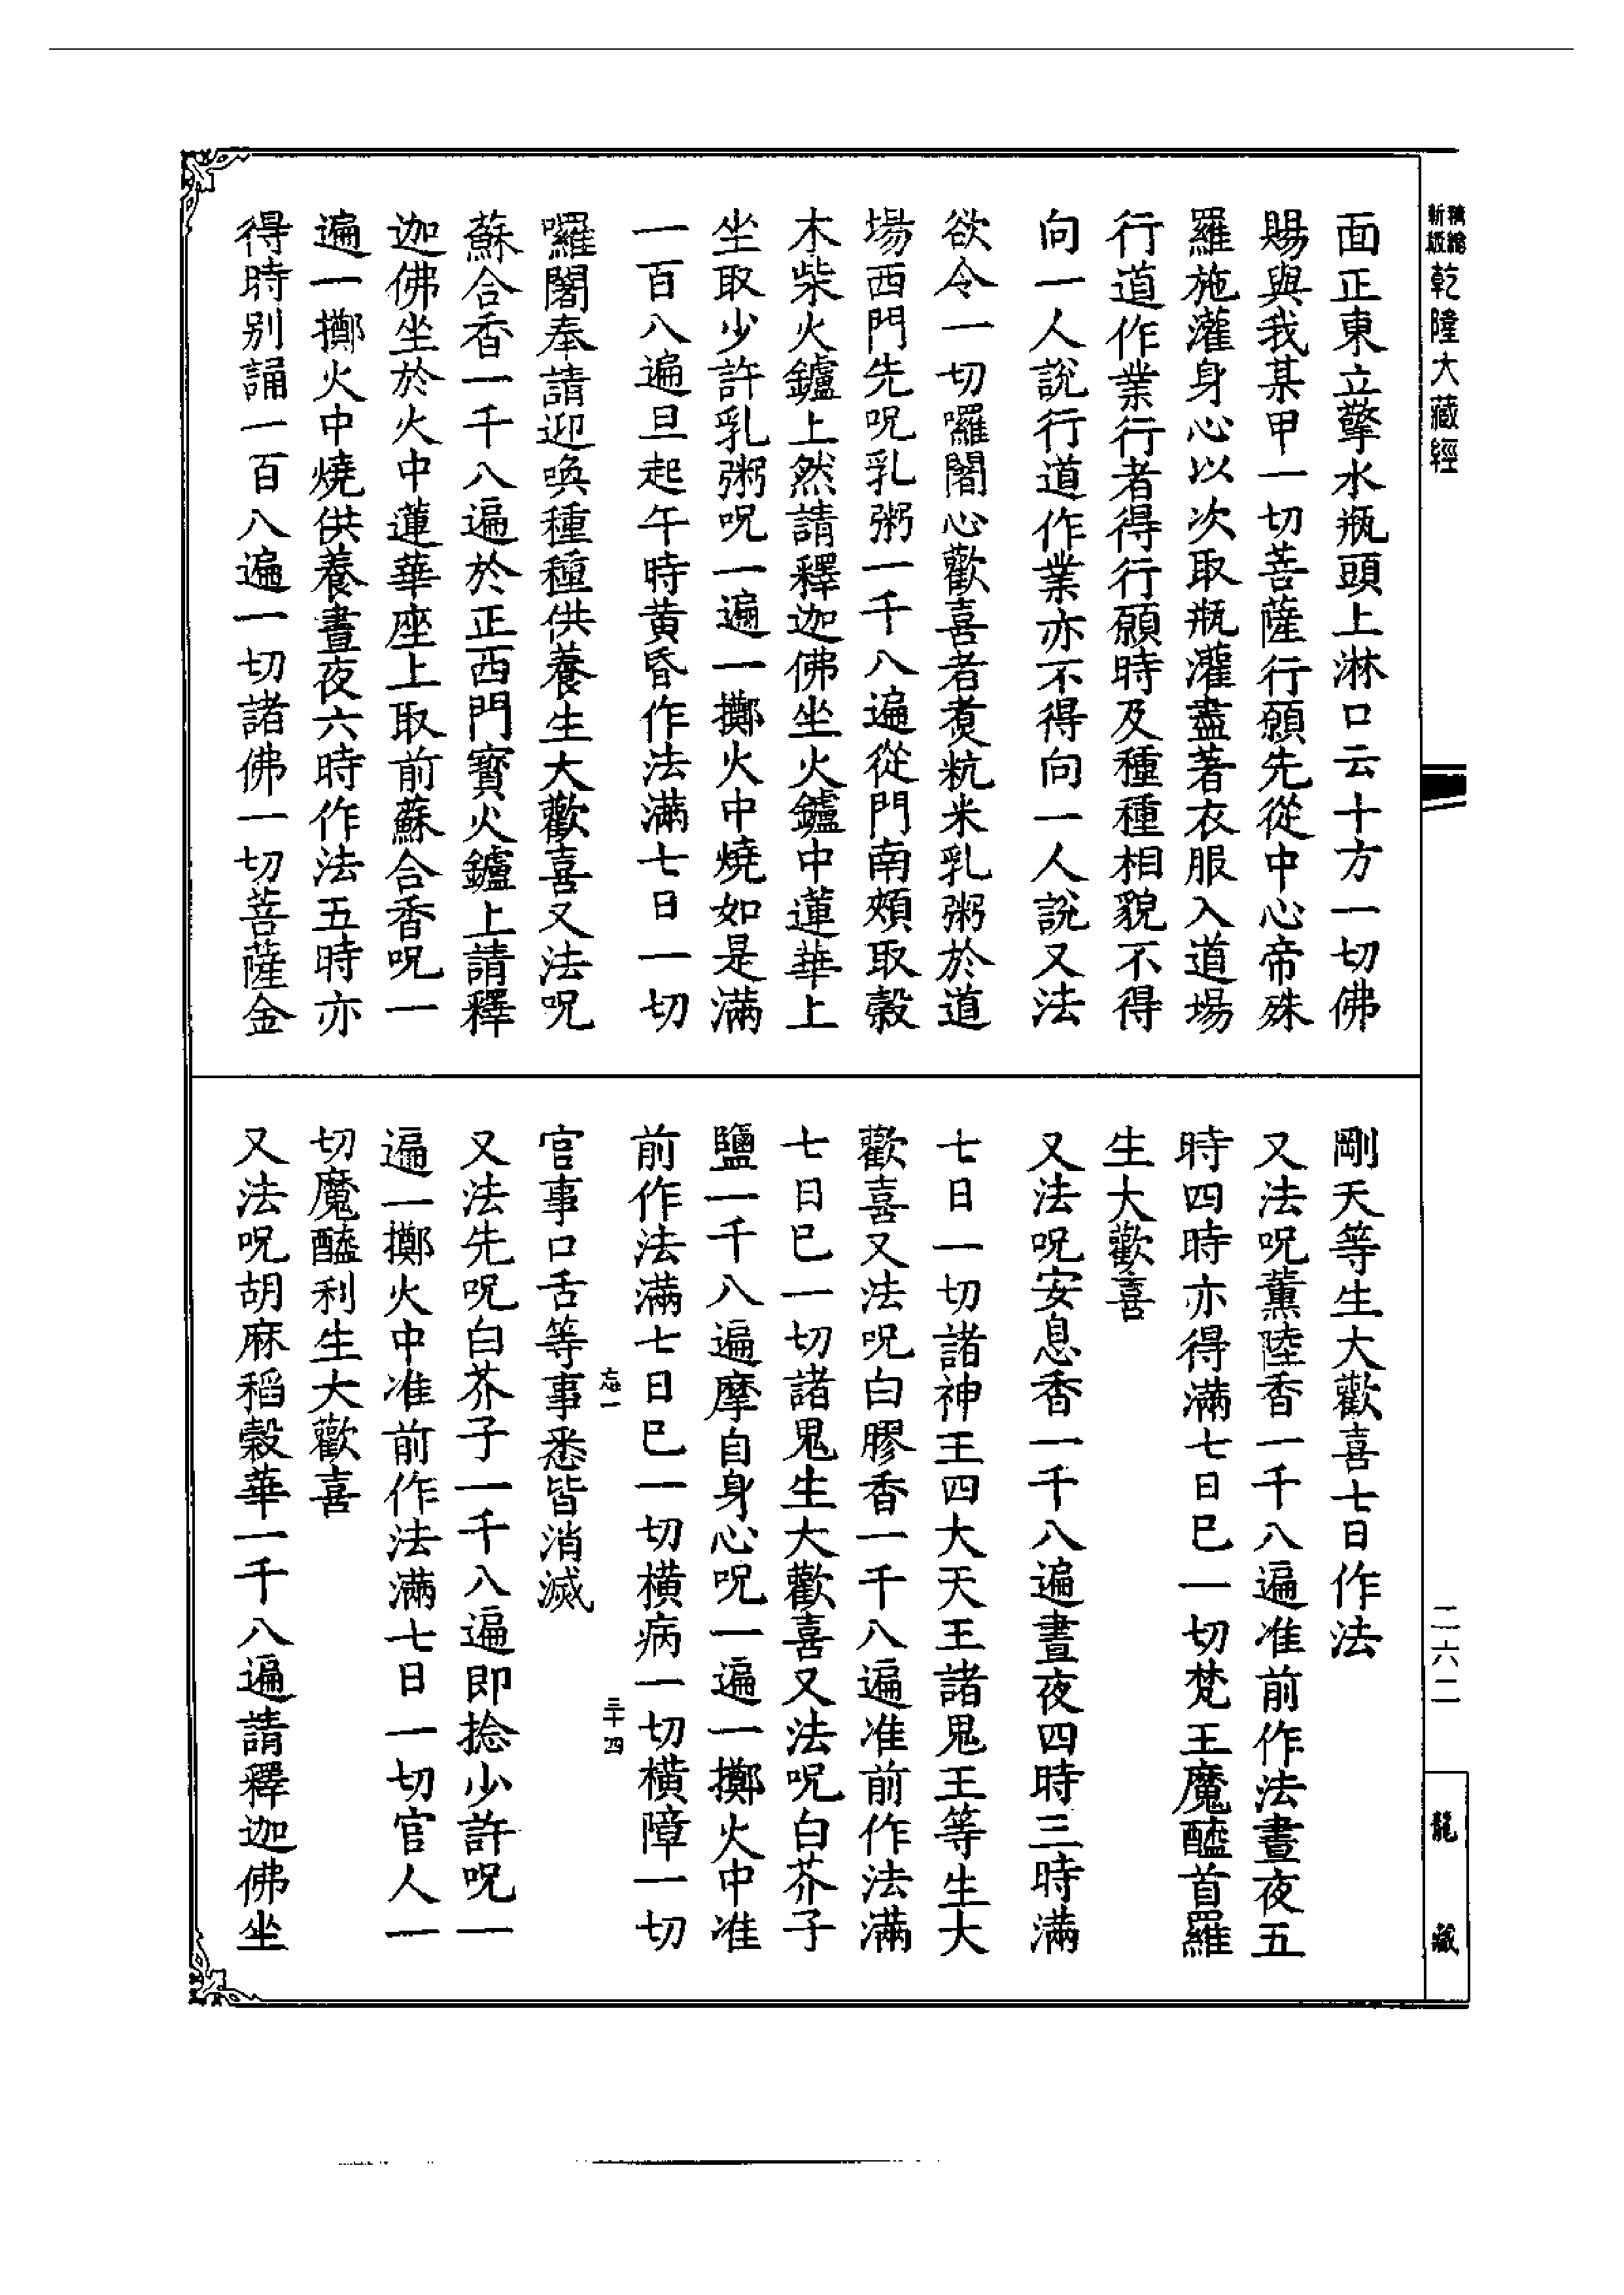 新編縮版乾隆大藏經
面正東立擎水瓶頭上淋口云十方一切佛
賜與我某甲一切菩薩行願先從中心帝殊
羅施灌身心以次取瓶灌盡著衣服入道場
行道作業行者得行願時及種種相貌不得
向一人說行道作業亦不得向一人說又法
欲令一切囉闍心歡喜者煑粇米乳粥於道
場西門先呪乳粥一千八遍從門南頰取榖
木柴火鑪上然請釋迦佛坐火鑪中蓮華上
坐取少許乳粥呪一遍一擲火中燒如是滿
一百八遍旦起午時黄昏作法滿七日一切
囉闍奉請迎喚種種供養生大歡喜又法呪
蘇合香一千八遍於正西門寳火鑪上請釋
迦佛坐於火中蓮華座上取前蘇合香呪一
遍一擲火中燒供養晝夜六時作法五時亦
得時别誦一百八遍一切諸佛一切菩薩金
剛天等生大歡喜七日作法
又法呪薰陸香一千八遍准前作法晝夜五
時四時亦得滿七日巳一切梵王魔醯首羅
生大歡喜
又法呪安息香一千八遍晝夜四時三時滿
七日一切諸神王四大天王諸鬼王等生大
歡喜又法呪白膠香一千八遍准前作法滿
七日巳一切諸鬼生大歡喜又法呪白芥子
鹽一千八遍摩自身心呪一遍一擲火中准
前作法滿七日巳一切横病一切横障一切
忘一 三十四
官事口舌等事悉皆消滅
又法先呪白芥子一千八遍即捻少許呪一
遍一擲火中准前作法滿七日一切官人一
切魔醯利生大歡喜
又法呪胡麻稻榖華一千八遍請釋迦佛坐
二六二
龍藏